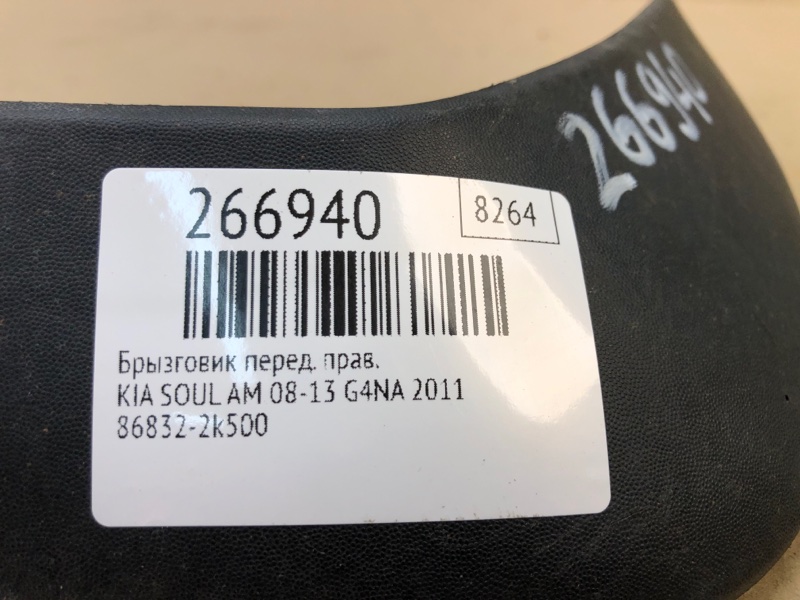 266940
266940
8264
Брызговик перед. прав.
KIA SOUL AM 08-13 G4NA 2011
86832-2k500